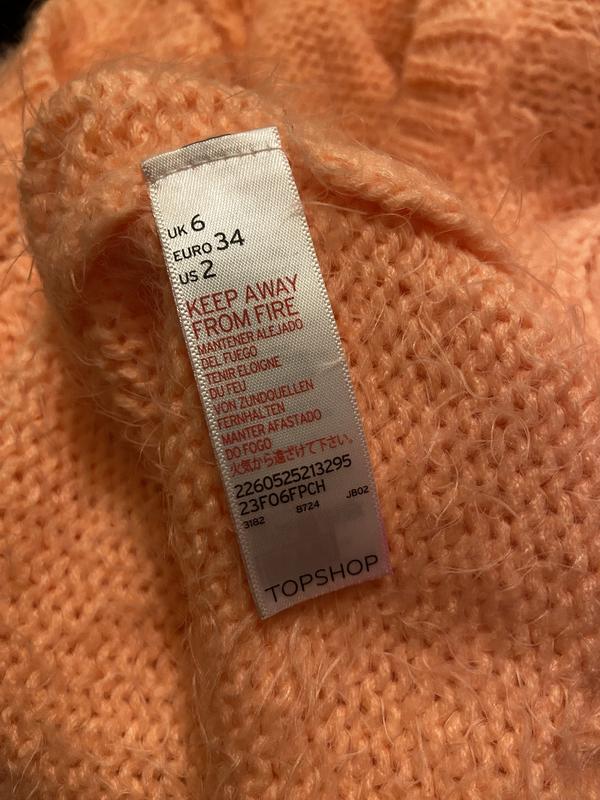 UK 6
EURO 34
US 2
KEEP AWAY
FROM FIRE
MANTENER ALEJADO
DEL FUEGO
TENIR ELOIGNE
DU FEU
VON ZUNDQUELLEN
FERNHALTEN
MANTER AFASTADO
DO FOGO
火気から遠ざけて下さい。
2260525213295
23F06FPCH
3182 8724 JB02
TOPSHOP